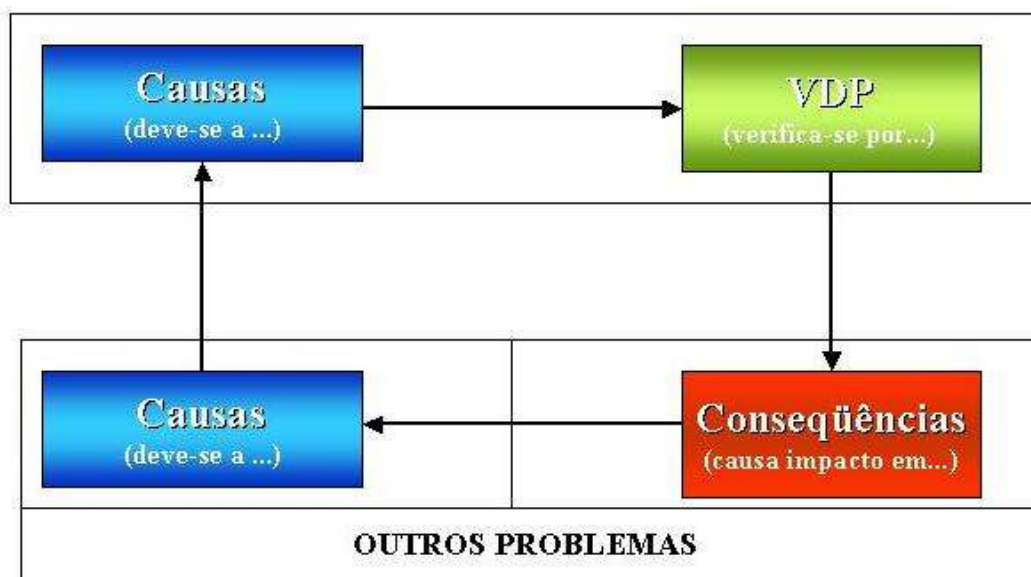 Causas
(deve-se a ...)
VDP
(verifica-se por...)
Causas
(deve-se a ...)
Conseqüências
(causa impacto em...)
OUTROS PROBLEMAS